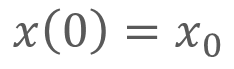 x(0) = x₀